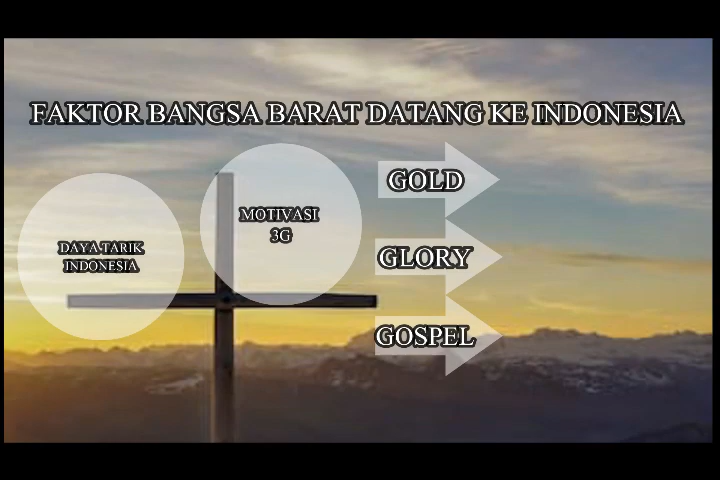 FAKTOR BANGSA BARAT DATANG KE INDONESIA
DAYA TARIK
INDONESIA
MOTIVASI
3G
GOLD
GLORY
GOSPEL